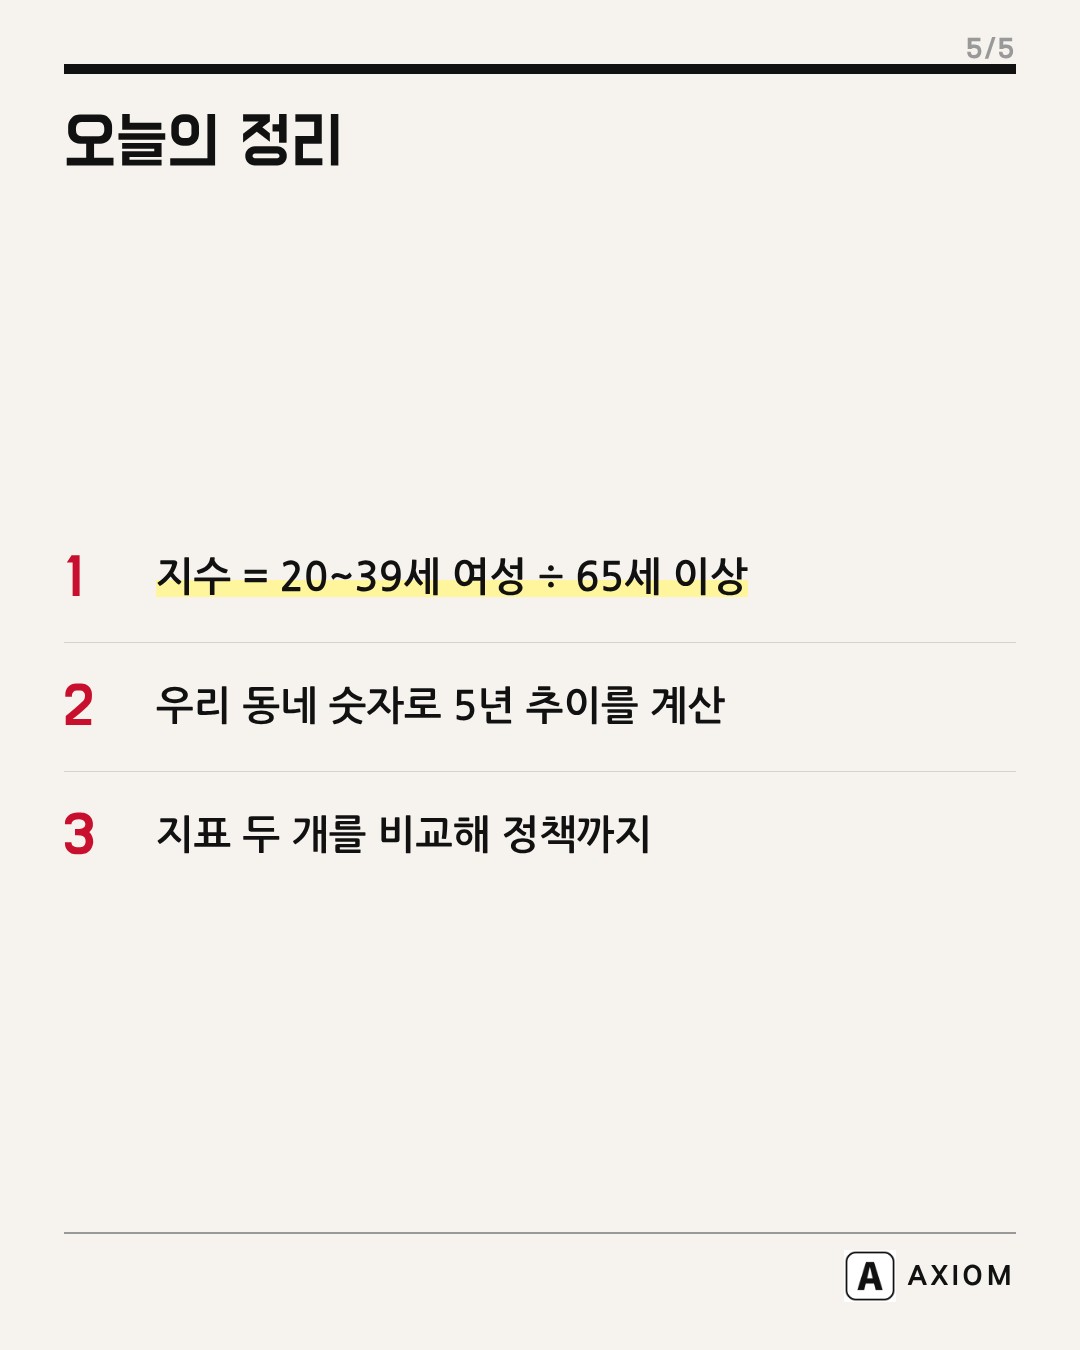 5/5
오늘의 정리
1 지수 = 20~39세 여성 ÷ 65세 이상
2 우리 동네 숫자로 5년 추이를 계산
3 지표 두 개를 비교해 정책까지
A AXIOM